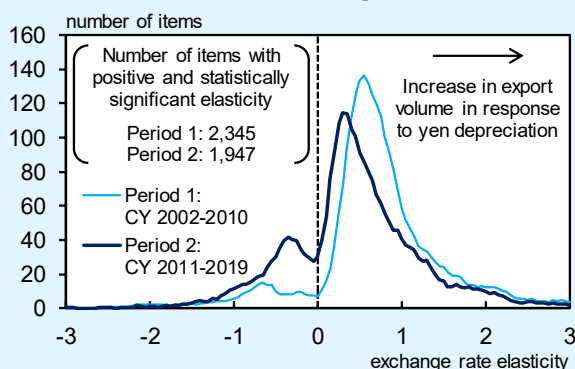 number of items
160
140
120
100
80
60
40
20
0
Number of items with
positive and statistically
significant elasticity
Period 1: 2,345
Period 2: 1,947
Increase in export
volume in response
to yen depreciation
Period 1:
CY 2002-2010
Period 2:
CY 2011-2019
-3 -2 -1 0 1 2 3
exchange rate elasticity